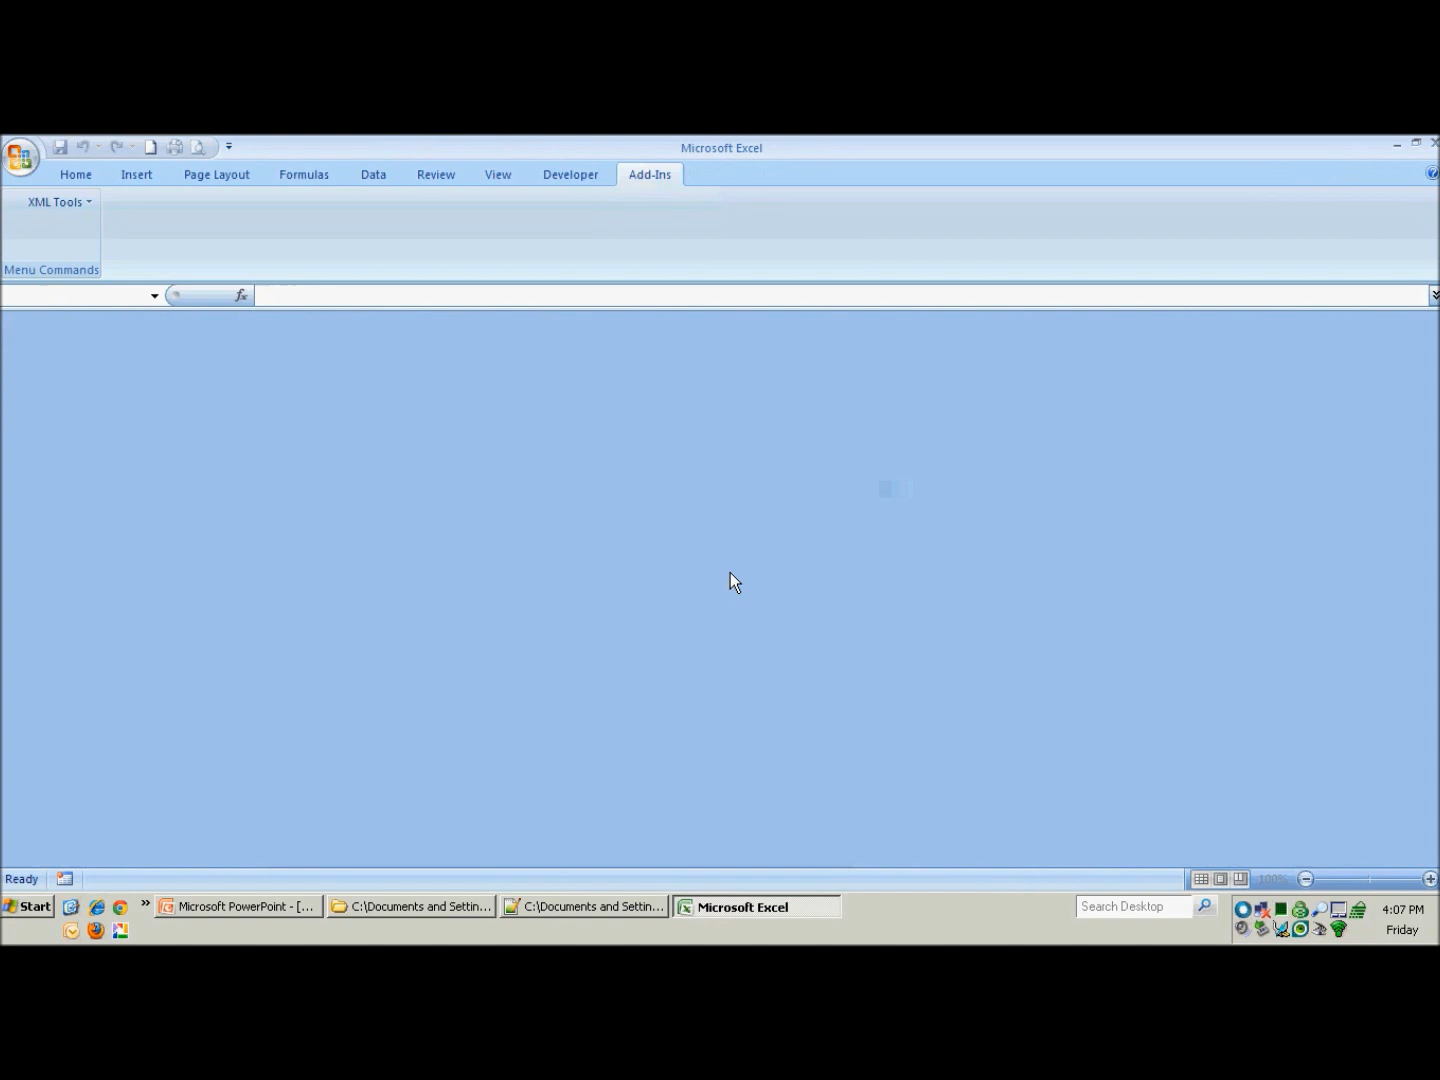 Microsoft Excel
Home Insert Page Layout Formulas Data Review View Developer Add-Ins
XML Tools
Menu Commands
fx
Ready 100%
Start Microsoft PowerPoint - [... C:\Documents and Settin... C:\Documents and Settin... Microsoft Excel Search Desktop 4:07 PM
Friday